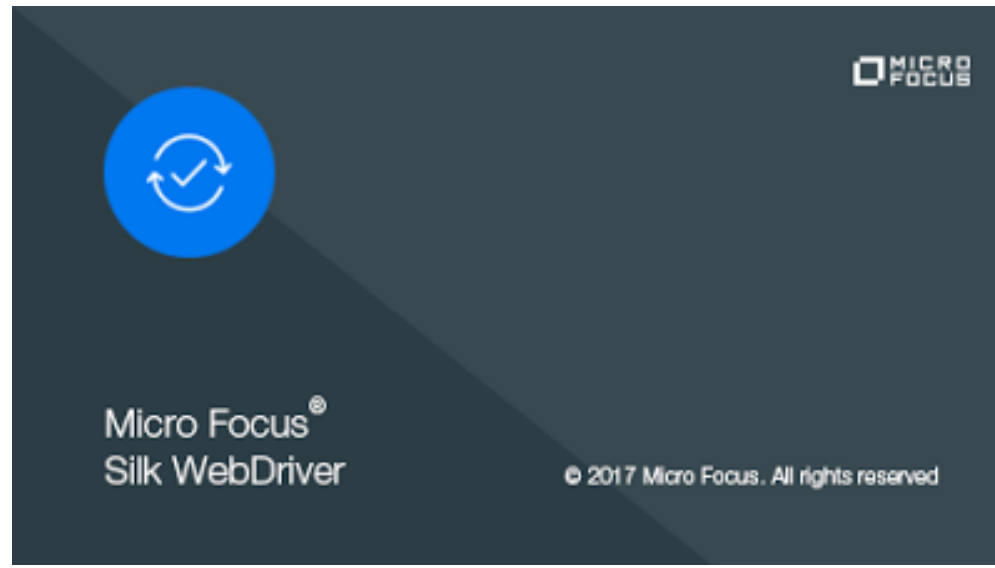 MICRO
FOCUS
Micro Focus®
Silk WebDriver
© 2017 Micro Focus. All rights reserved